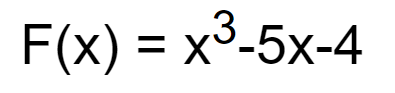 F(x) = x³-5x-4